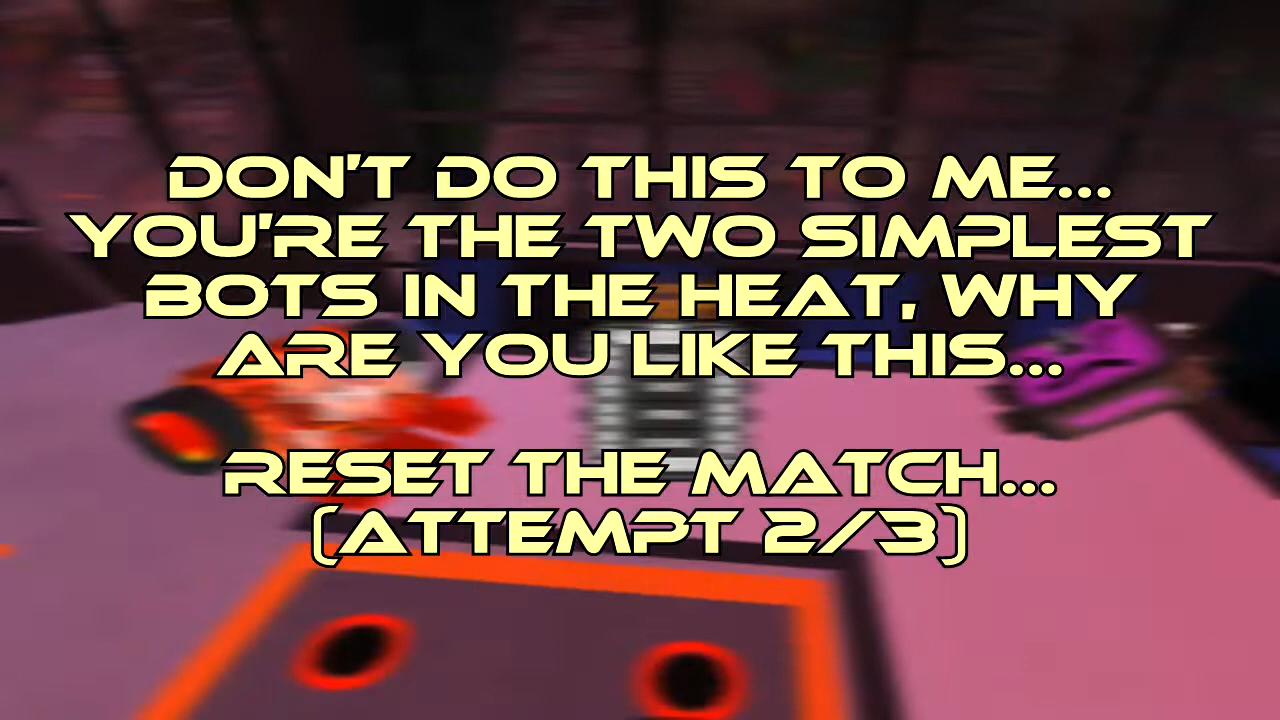 DON'T DO THIS TO ME...
YOU'RE THE TWO SIMPLEST
BOTS IN THE HEAT, WHY
ARE YOU LIKE THIS...
RESET THE MATCH...
(ATTEMPT 2/3)